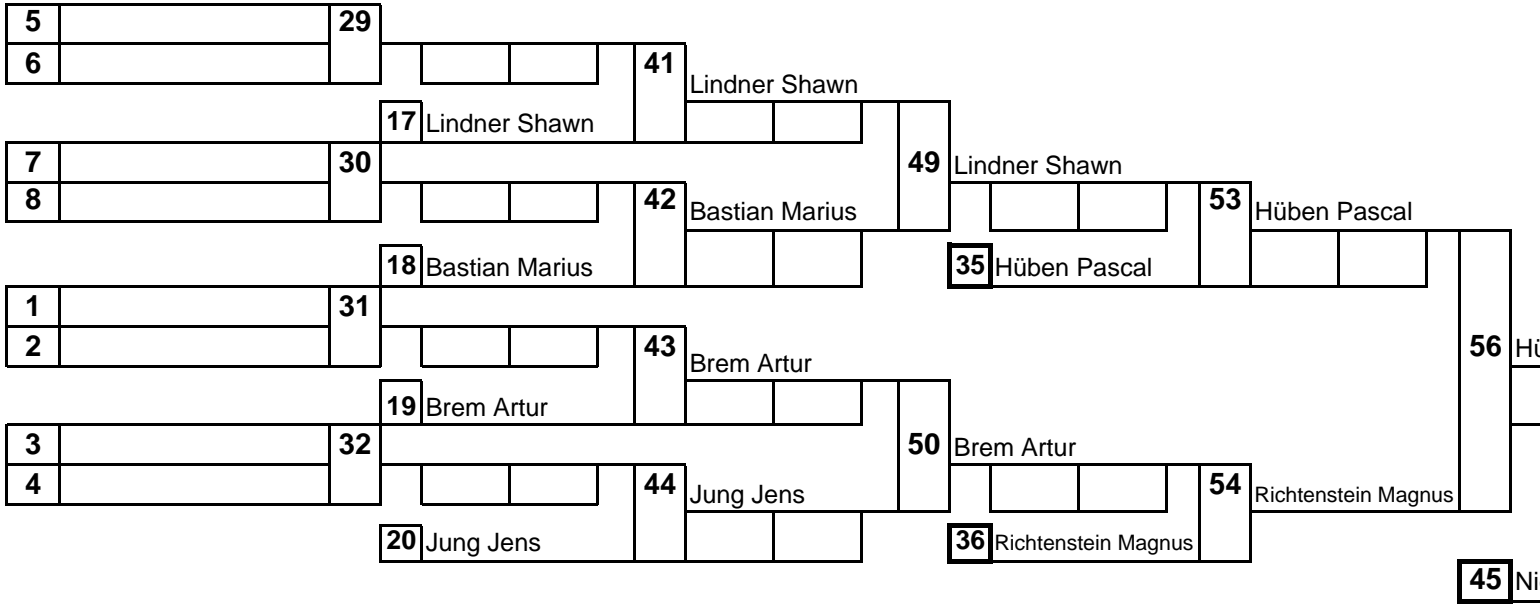 5 29
6 41
Lindner Shawn
17 Lindner Shawn
7 30 49 Lindner Shawn
8 42 Bastian Marius 53 Hüben Pascal
18 Bastian Marius 35 Hüben Pascal
1 31
2 43 Brem Artur 56 Hü
19 Brem Artur
3 32 50 Brem Artur
4 44 Jung Jens 54 Richtenstein Magnus
20 Jung Jens 36 Richtenstein Magnus
45 Ni